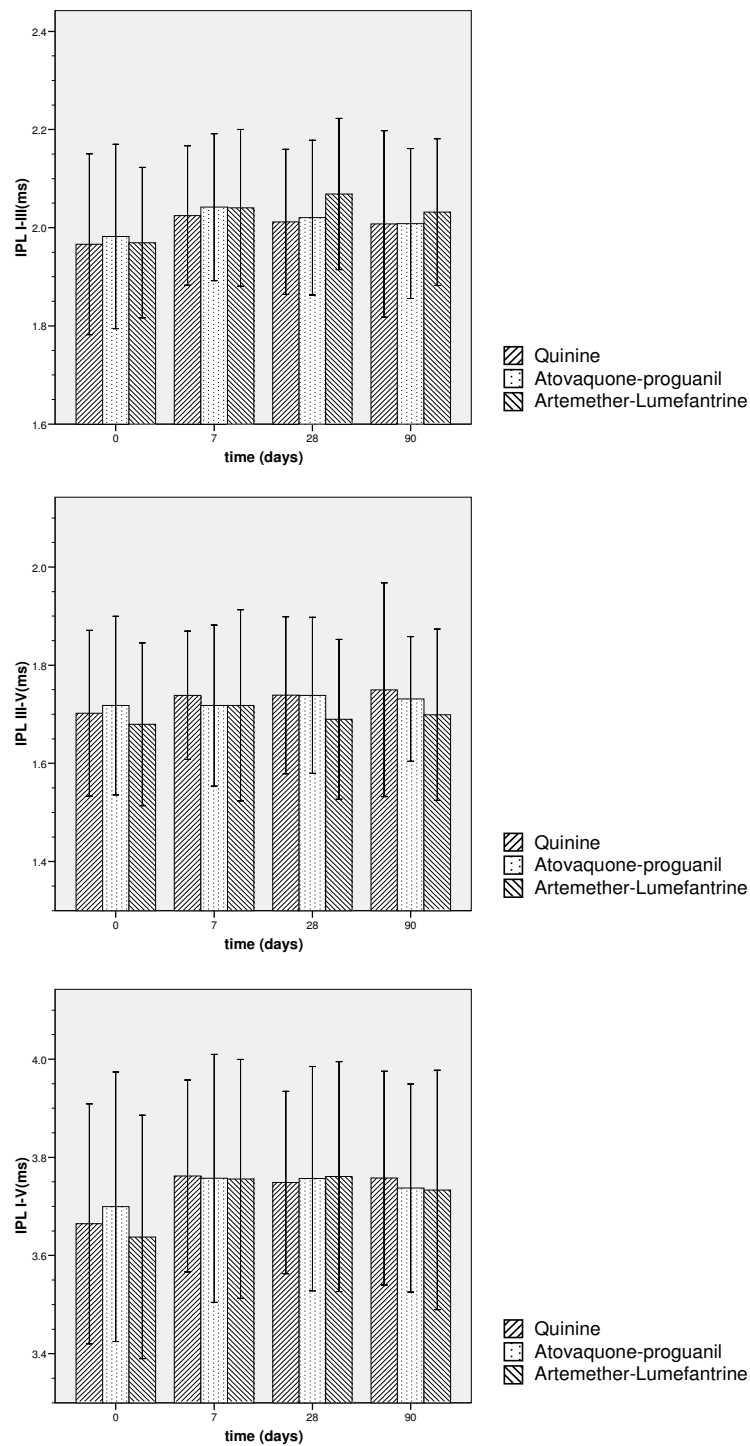 2.4
2.2
2.0
1.8
1.6
IPL I-III(ms)
0 7 28 90
time (days)
Quinine
Atovaquone-proguanil
Artemether-Lumefantrine
2.0
1.8
1.6
1.4
IPL III-V(ms)
0 7 28 90
time (days)
Quinine
Atovaquone-proguanil
Artemether-Lumefantrine
4.0
3.8
3.6
3.4
IPL I-V(ms)
0 7 28 90
time (days)
Quinine
Atovaquone-proguanil
Artemether-Lumefantrine